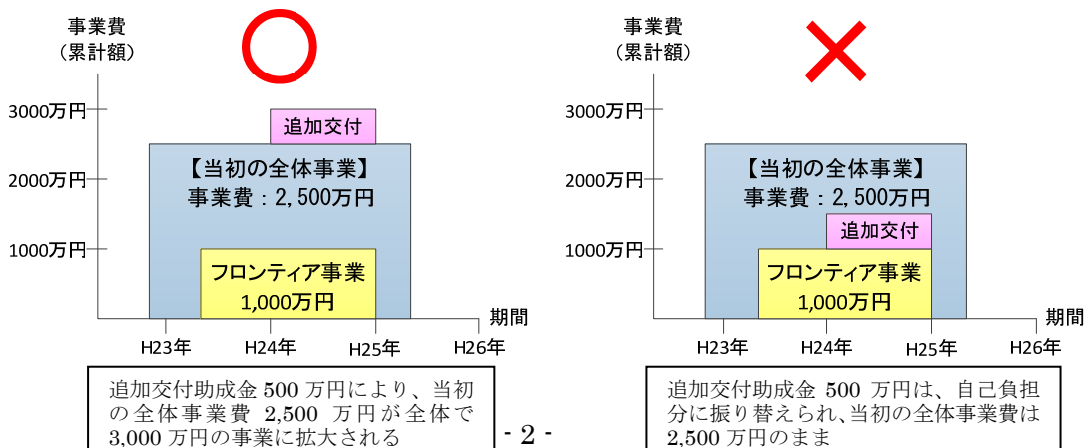 事業費
（累計額）
3000万円
追加交付
【当初の全体事業】
2000万円
事業費：2,500万円
1000万円
フロンティア事業
1,000万円
期間
H23年
H24年
H25年
H26年
追加交付助成金 500 万円により、当初
の全体事業費 2,500 万円が全体で
3,000 万円の事業に拡大される
事業費
（累計額）
3000万円
【当初の全体事業】
2000万円
事業費：2,500万円
追加交付
1000万円
フロンティア事業
1,000万円
期間
H23年
H24年
H25年
H26年
追加交付助成金 500 万円は、自己負担
分に振り替えられ、当初の全体事業費は
2,500 万円のまま
- 2 -